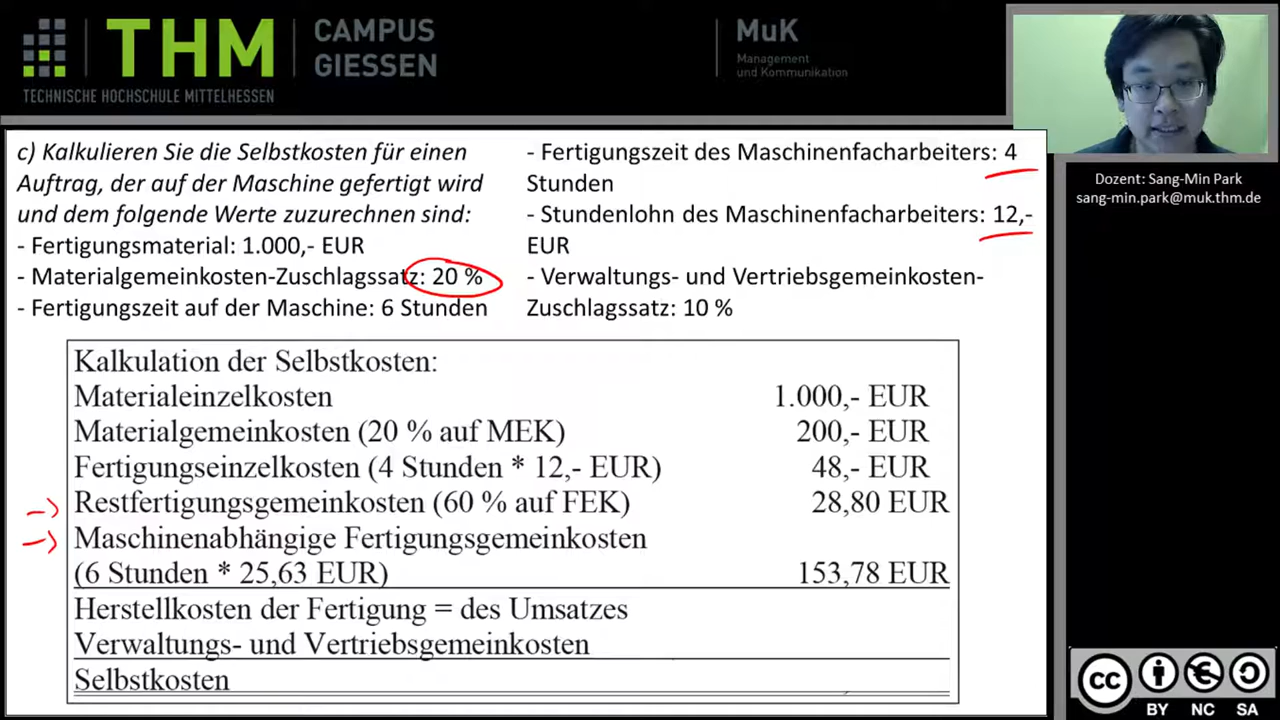 THM
TECHNISCHE HOCHSCHULE MITTELHESSEN
CAMPUS
GIESSEN
MuK
Management
und Kommunikation
c) Kalkulieren Sie die Selbstkosten für einen
Auftrag, der auf der Maschine gefertigt wird
und dem folgende Werte zuzurechnen sind:
- Fertigungsmaterial: 1.000,- EUR
- Materialgemeinkosten-Zuschlagssatz: 20 %
- Fertigungszeit auf der Maschine: 6 Stunden
- Fertigungszeit des Maschinenfacharbeiters: 4
Stunden
- Stundenlohn des Maschinenfacharbeiters: 12,-
EUR
- Verwaltungs- und Vertriebsgemeinkosten-
Zuschlagssatz: 10 %
Dozent: Sang-Min Park
sang-min.park@muk.thm.de
Kalkulation der Selbstkosten:
Materialeinzelkosten 1.000,- EUR
Materialgemeinkosten (20 % auf MEK) 200,- EUR
Fertigungseinzelkosten (4 Stunden * 12,- EUR) 48,- EUR
Restfertigungsgemeinkosten (60 % auf FEK) 28,80 EUR
Maschinenabhängige Fertigungsgemeinkosten
(6 Stunden * 25,63 EUR) 153,78 EUR
Herstellkosten der Fertigung = des Umsatzes
Verwaltungs- und Vertriebsgemeinkosten
Selbstkosten
cc
BY NC SA